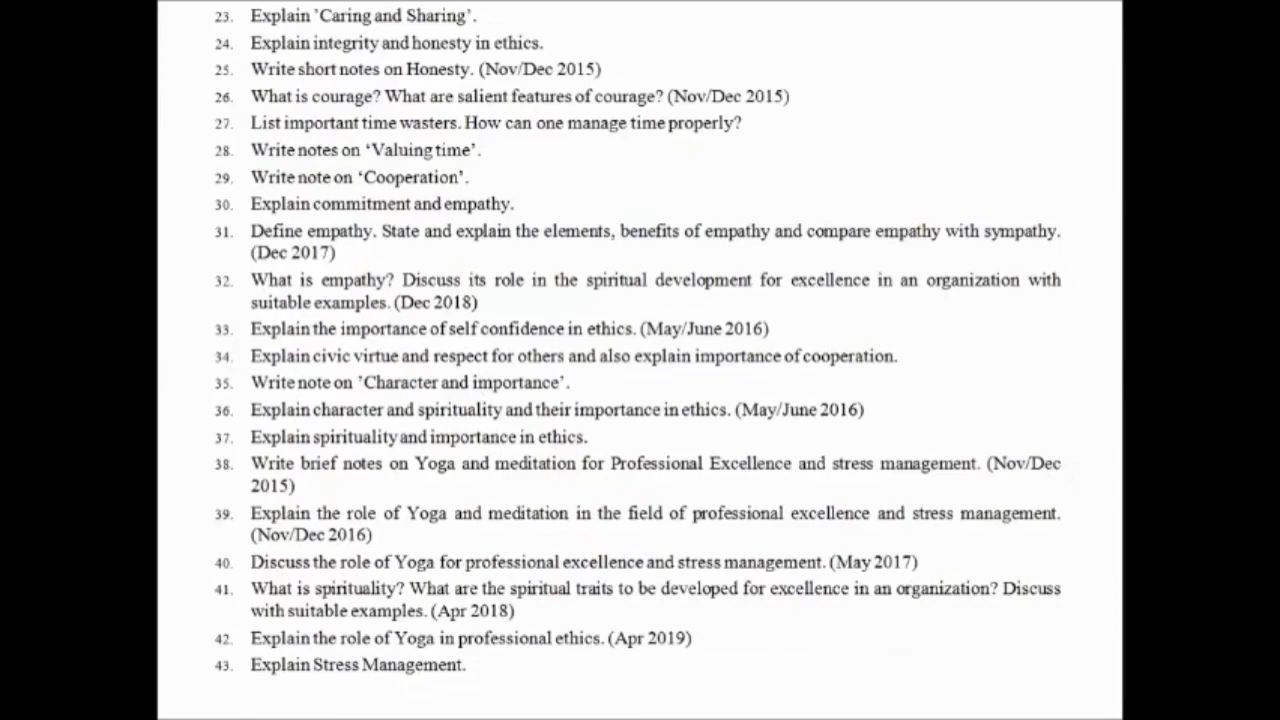 23. Explain 'Caring and Sharing'.
24. Explain integrity and honesty in ethics.
25. Write short notes on Honesty. (Nov/Dec 2015)
26. What is courage? What are salient features of courage? (Nov/Dec 2015)
27. List important time wasters. How can one manage time properly?
28. Write notes on ‘Valuing time’.
29. Write note on ‘Cooperation’.
30. Explain commitment and empathy.
31. Define empathy. State and explain the elements, benefits of empathy and compare empathy with sympathy.
(Dec 2017)
32. What is empathy? Discuss its role in the spiritual development for excellence in an organization with
suitable examples. (Dec 2018)
33. Explain the importance of self confidence in ethics. (May/June 2016)
34. Explain civic virtue and respect for others and also explain importance of cooperation.
35. Write note on ’Character and importance’.
36. Explain character and spirituality and their importance in ethics. (May/June 2016)
37. Explain spirituality and importance in ethics.
38. Write brief notes on Yoga and meditation for Professional Excellence and stress management. (Nov/Dec
2015)
39. Explain the role of Yoga and meditation in the field of professional excellence and stress management.
(Nov/Dec 2016)
40. Discuss the role of Yoga for professional excellence and stress management. (May 2017)
41. What is spirituality? What are the spiritual traits to be developed for excellence in an organization? Discuss
with suitable examples. (Apr 2018)
42. Explain the role of Yoga in professional ethics. (Apr 2019)
43. Explain Stress Management.